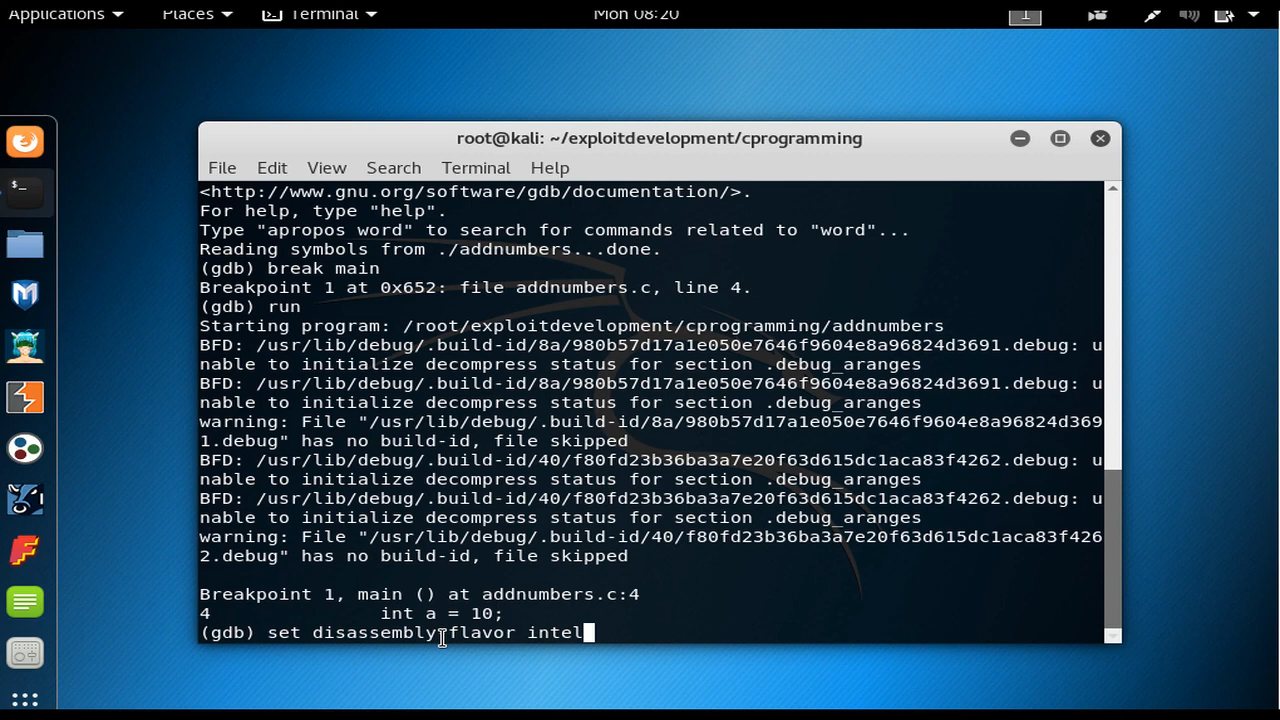 Applications Places Terminal Mon 08:20 1
root@kali: ~/exploitdevelopment/cprogramming
File Edit View Search Terminal Help
<http://www.gnu.org/software/gdb/documentation/>.
For help, type "help".
Type "apropos word" to search for commands related to "word"...
Reading symbols from ./addnumbers...done.
(gdb) break main
Breakpoint 1 at 0x652: file addnumbers.c, line 4.
(gdb) run
Starting program: /root/exploitdevelopment/cprogramming/addnumbers
BFD: /usr/lib/debug/.build-id/8a/980b57d17a1e050e7646f9604e8a96824d3691.debug: u
nable to initialize decompress status for section .debug_aranges
BFD: /usr/lib/debug/.build-id/8a/980b57d17a1e050e7646f9604e8a96824d3691.debug: u
nable to initialize decompress status for section .debug_aranges
warning: File "/usr/lib/debug/.build-id/8a/980b57d17a1e050e7646f9604e8a96824d369
1.debug" has no build-id, file skipped
BFD: /usr/lib/debug/.build-id/40/f80fd23b36ba3a7e20f63d615dc1aca83f4262.debug: u
nable to initialize decompress status for section .debug_aranges
BFD: /usr/lib/debug/.build-id/40/f80fd23b36ba3a7e20f63d615dc1aca83f4262.debug: u
nable to initialize decompress status for section .debug_aranges
warning: File "/usr/lib/debug/.build-id/40/f80fd23b36ba3a7e20f63d615dc1aca83f426
2.debug" has no build-id, file skipped
Breakpoint 1, main () at addnumbers.c:4
4 int a = 10;
(gdb) set disassembly-flavor intel